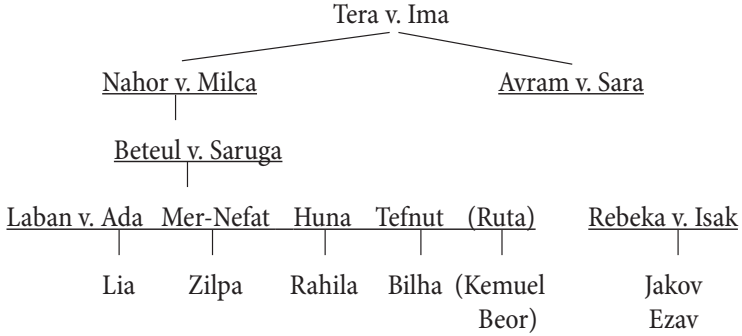 Tera v. Ima
Nahor v. Milca Avram v. Sara
Beteul v. Saruga
Laban v. Ada Mer-Nefat Huna Tefnut (Ruta) Rebeka v. Isak
Lia Zilpa Rahila Bilha (Kemuel Jakov
Beor) Ezav